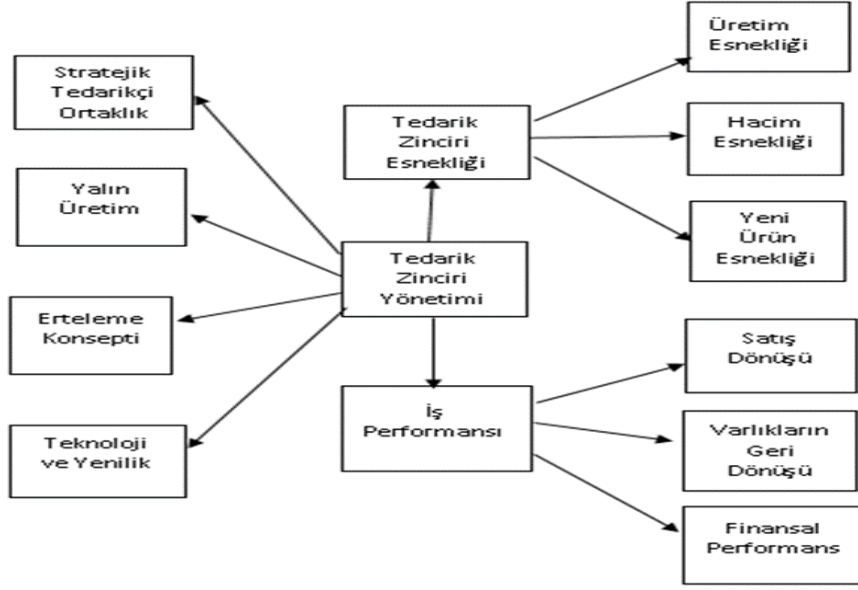 Üretim
Esnekliği
Stratejik
Tedarikçi
Ortaklık
Tedarik
Zinciri
Esnekliği
Hacim
Esnekliği
Yalın
Üretim
Yeni
Ürün
Esnekliği
Tedarik
Zinciri
Yönetimi
Erteleme
Konsepti
Satış
Dönüşü
İş
Performansı
Varlıkların
Geri
Dönüşü
Teknoloji
ve Yenilik
Finansal
Performans